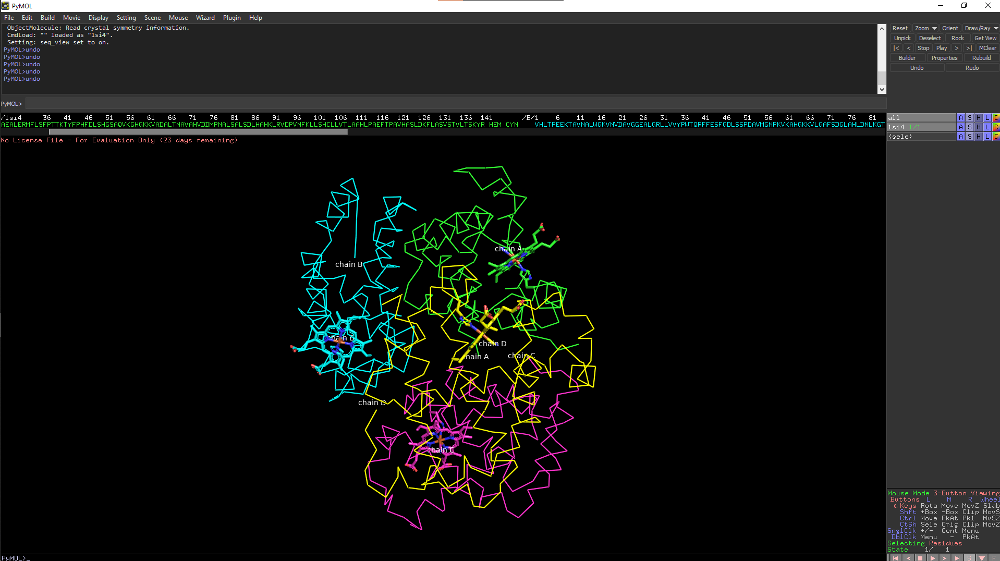 PyMOL
File Edit Build Movie Display Setting Scene Mouse Wizard Plugin Help
ObjectMolecule: Read crystal symmetry information.
CmdLoad: "" loaded as "1si4".
Setting: seq_view set to on.
PyMOL>undo
PyMOL>undo
PyMOL>undo
PyMOL>undo
PyMOL>undo
Reset Zoom Orient Draw/Ray
Unpick Deselect Rock Get View
|< < Stop Play > >| MClear
Builder Properties Rebuild
Undo Redo
PyMOL>
/1si4 36 41 46 51 56 61 66 71 76 81 86 91 96 101 106 111 116 121 126 131 136 141 /B/1 6 11 16 21 26 31 36 41 46 51 56 61 66 71 76 81
AEALERMFLSFPTTKTYFPHFDLSHGSAQVKGHGKKVADALTNAVAHVDDMPNALSALSDLHAHKLRVDPVNFKLLSHCLLVTLAAHLPAEFTPAVHASLDKFLASVSTVLTSKYR HEM CYN VHLTPEEKTAVNALWGKVNVDAVGGEALGRLLVVYPWTQRFFESFGDLSSPDAVMGNPKVKAHGKKVLGAFSDGLAHLDNLKGT
No License File - For Evaluation Only (23 days remaining)
all A S H L C
1si4 1/1 A S H L C
(sele) A S H L C
chain A
chain B
chain B
chain D
chain A
chain C
chain D
chain C
Mouse Mode 3-Button Viewing
Buttons L M R Wheel
& Keys Rota Move MovZ Slab
Shft +Box -Box Clip MovS
Ctrl Move PkAt Pk1 MvSZ
CtSh Sele Orig Clip MovZ
SnglClk +/- Cent Menu
DblClk Menu - PkAt
Selecting Residues
State 1/ 1
PyMOL>_
S F